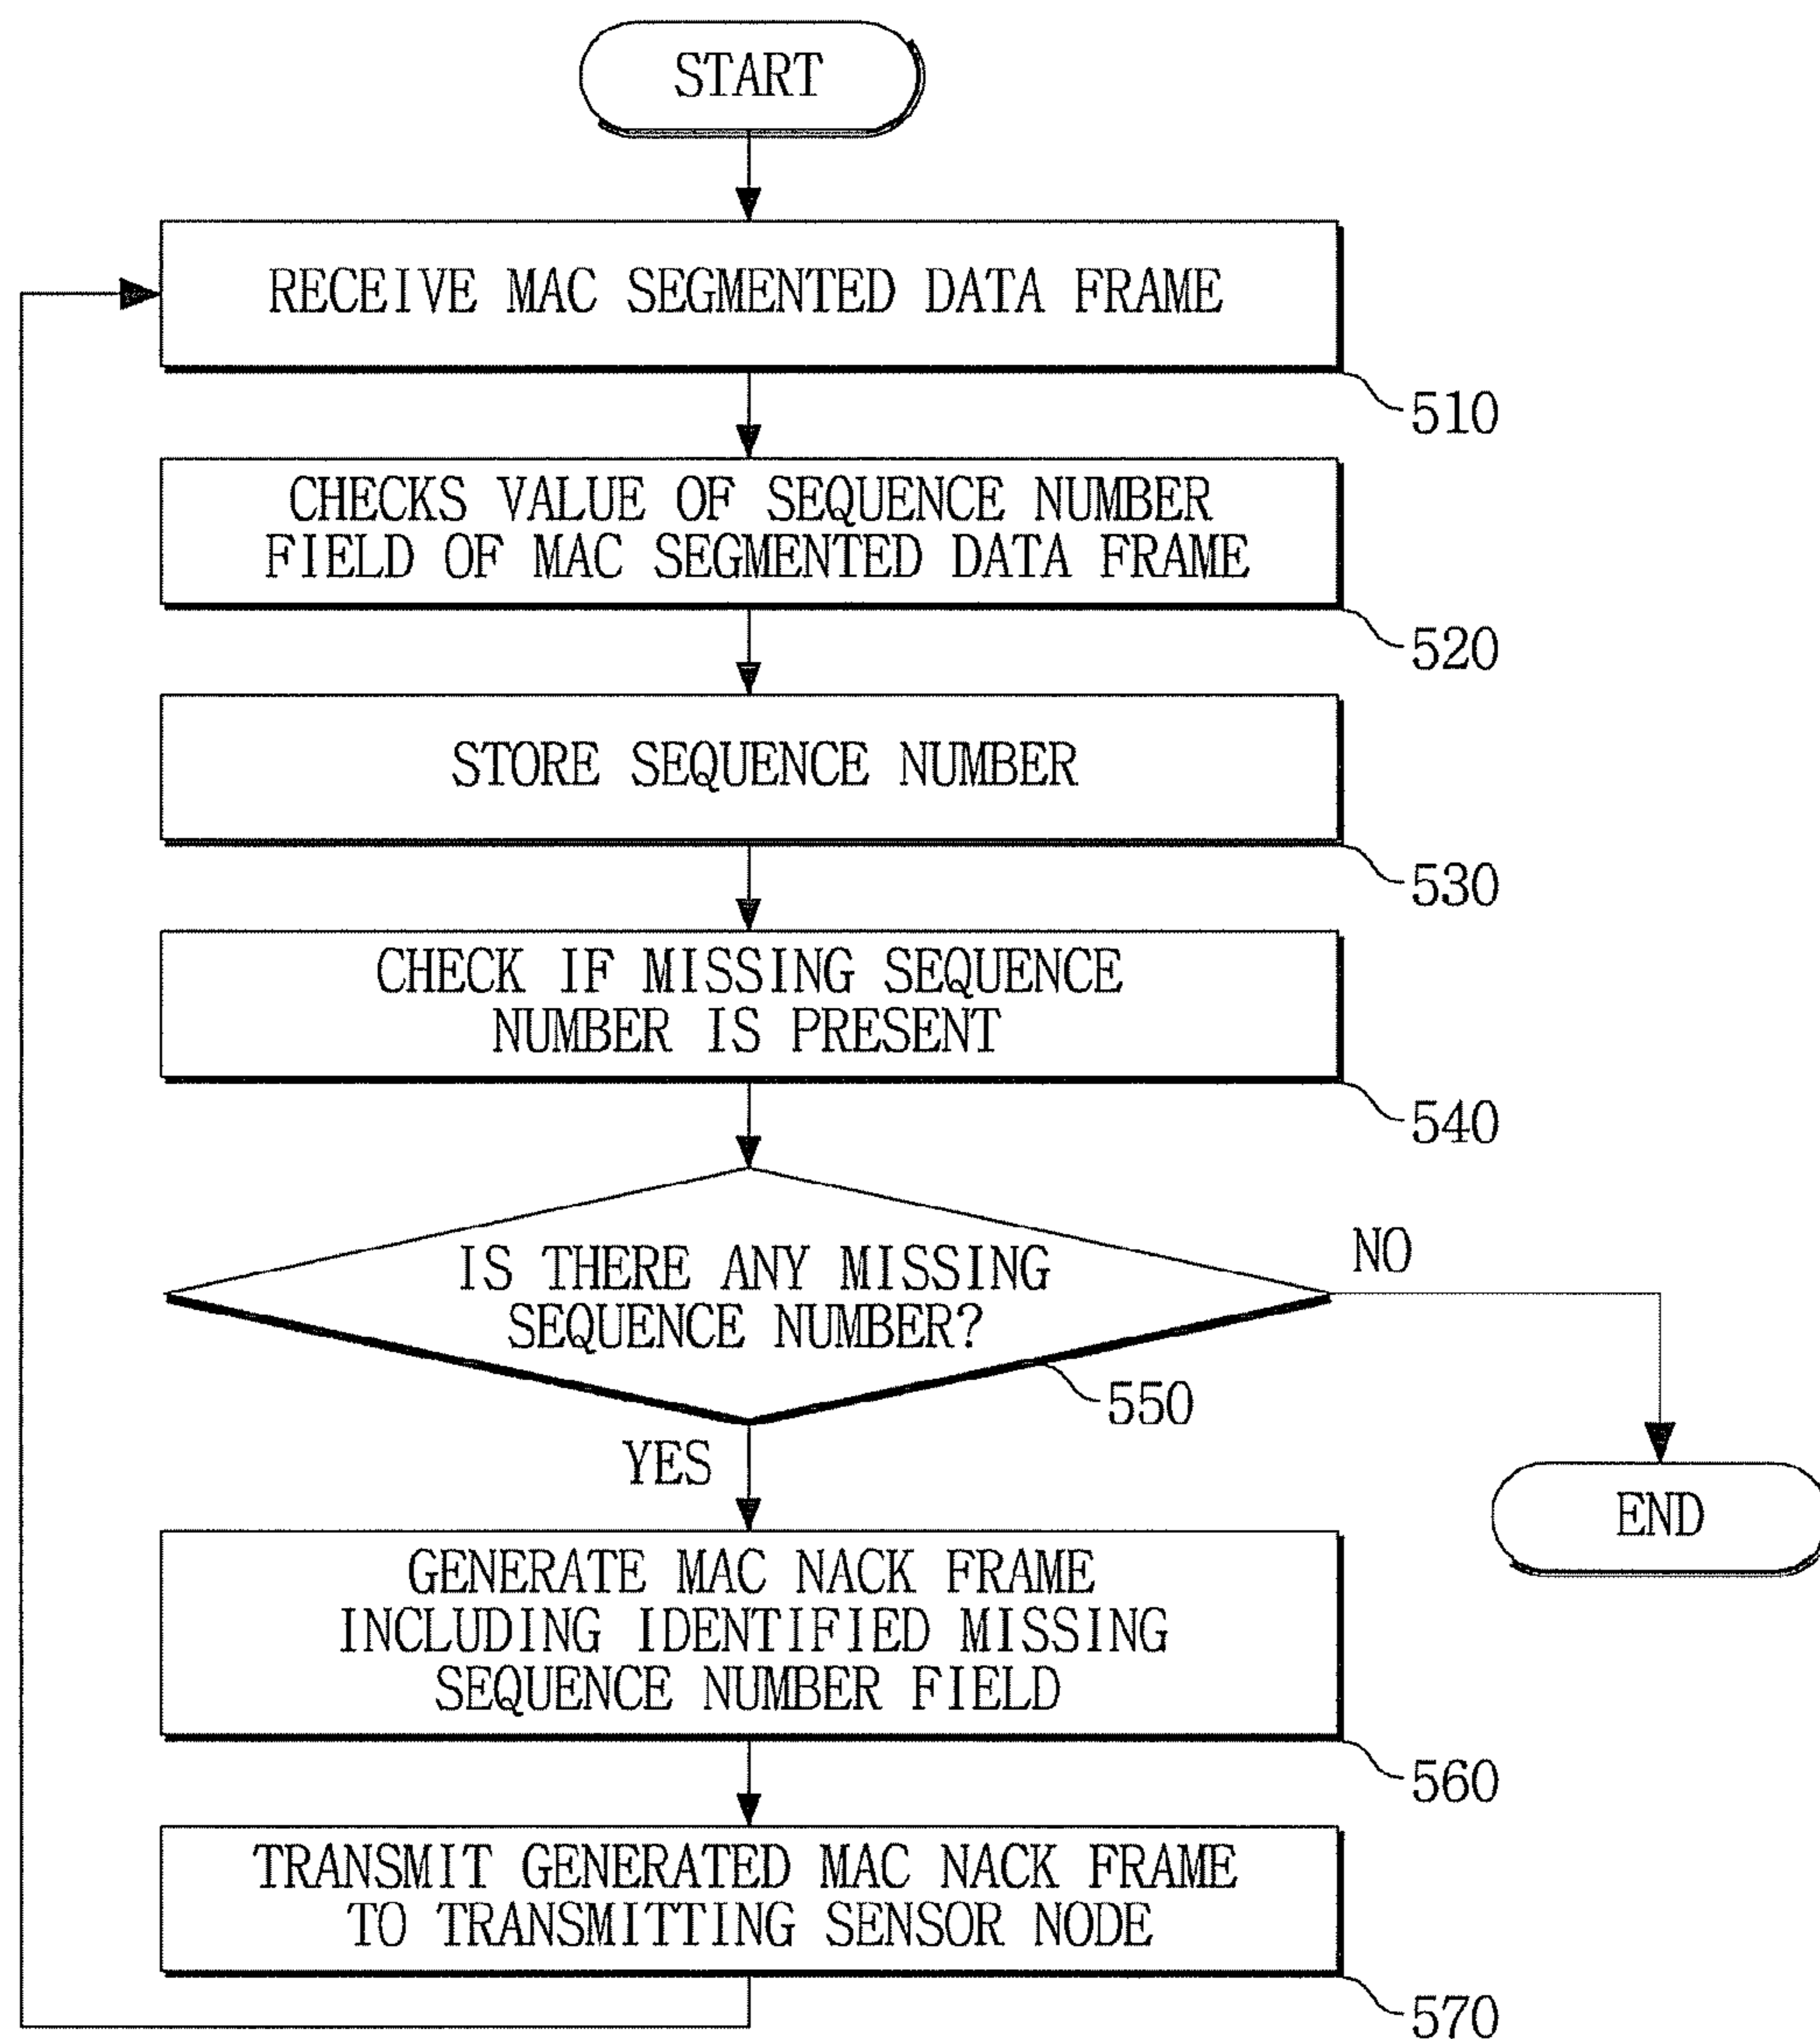 START
RECEIVE MAC SEGMENTED DATA FRAME
510
CHECKS VALUE OF SEQUENCE NUMBER
FIELD OF MAC SEGMENTED DATA FRAME
520
STORE SEQUENCE NUMBER
530
CHECK IF MISSING SEQUENCE
NUMBER IS PRESENT
540
IS THERE ANY MISSING
SEQUENCE NUMBER?
NO
550
YES
END
GENERATE MAC NACK FRAME
INCLUDING IDENTIFIED MISSING
SEQUENCE NUMBER FIELD
560
TRANSMIT GENERATED MAC NACK FRAME
TO TRANSMITTING SENSOR NODE
570